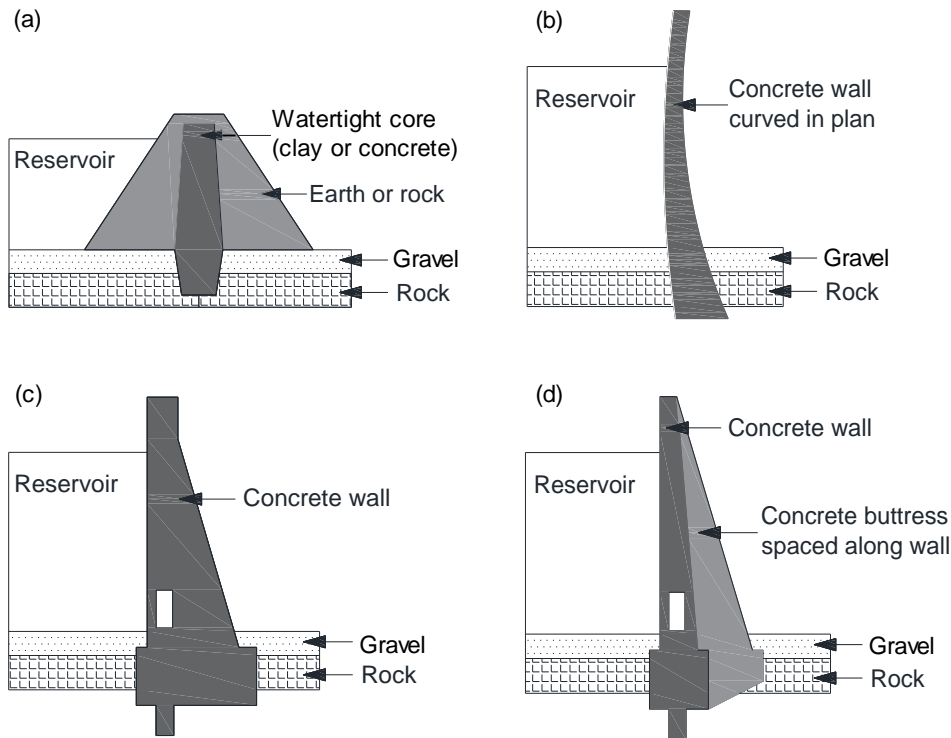 (a)
Reservoir
Watertight core
(clay or concrete)
Earth or rock
Gravel
Rock
(b)
Reservoir
Concrete wall
curved in plan
Gravel
Rock
(c)
Reservoir
Concrete wall
Gravel
Rock
(d)
Reservoir
Concrete wall
Concrete buttress
spaced along wall
Gravel
Rock